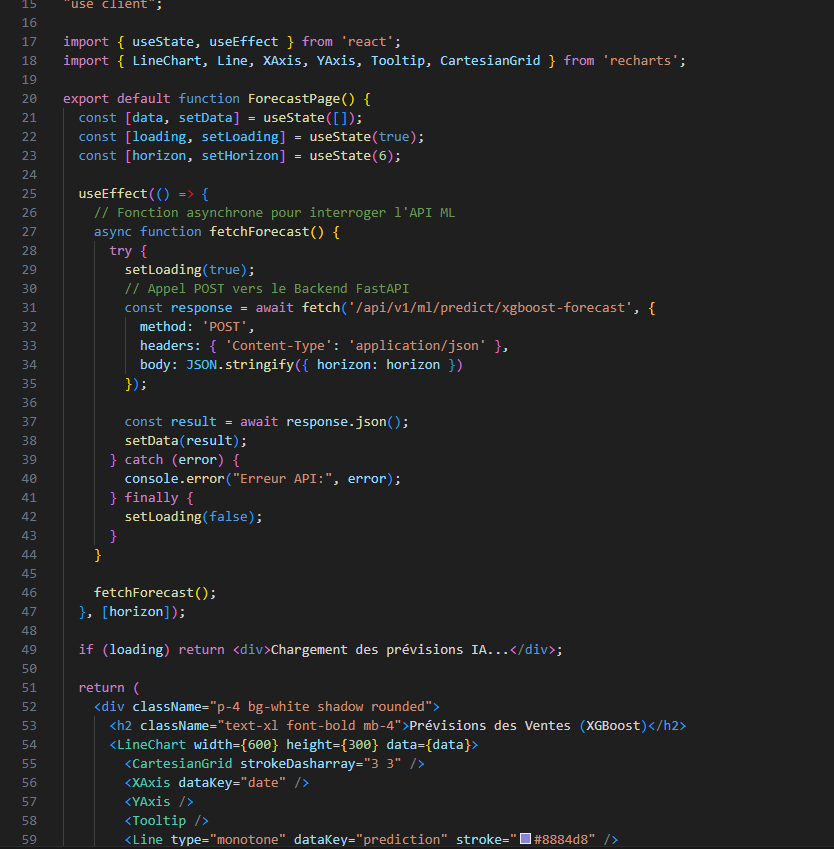 15 "use client";
16
17 import { useState, useEffect } from 'react';
18 import { LineChart, Line, XAxis, YAxis, Tooltip, CartesianGrid } from 'recharts';
19
20 export default function ForecastPage() {
21   const [data, setData] = useState([]);
22   const [loading, setLoading] = useState(true);
23   const [horizon, setHorizon] = useState(6);
24
25   useEffect(() => {
26     // Fonction asynchrone pour interroger l'API ML
27     async function fetchForecast() {
28       try {
29         setLoading(true);
30         // Appel POST vers le Backend FastAPI
31         const response = await fetch('/api/v1/ml/predict/xgboost-forecast', {
32           method: 'POST',
33           headers: { 'Content-Type': 'application/json' },
34           body: JSON.stringify({ horizon: horizon })
35         });
36
37         const result = await response.json();
38         setData(result);
39       } catch (error) {
40         console.error("Erreur API:", error);
41       } finally {
42         setLoading(false);
43       }
44     }
45
46     fetchForecast();
47   }, [horizon]);
48
49   if (loading) return <div>Chargement des prévisions IA...</div>;
50
51   return (
52     <div className="p-4 bg-white shadow rounded">
53       <h2 className="text-xl font-bold mb-4">Prévisions des Ventes (XGBoost)</h2>
54       <LineChart width={600} height={300} data={data}>
55         <CartesianGrid strokeDasharray="3 3" />
56         <XAxis dataKey="date" />
57         <YAxis />
58         <Tooltip />
59         <Line type="monotone" dataKey="prediction" stroke="#8884d8" />